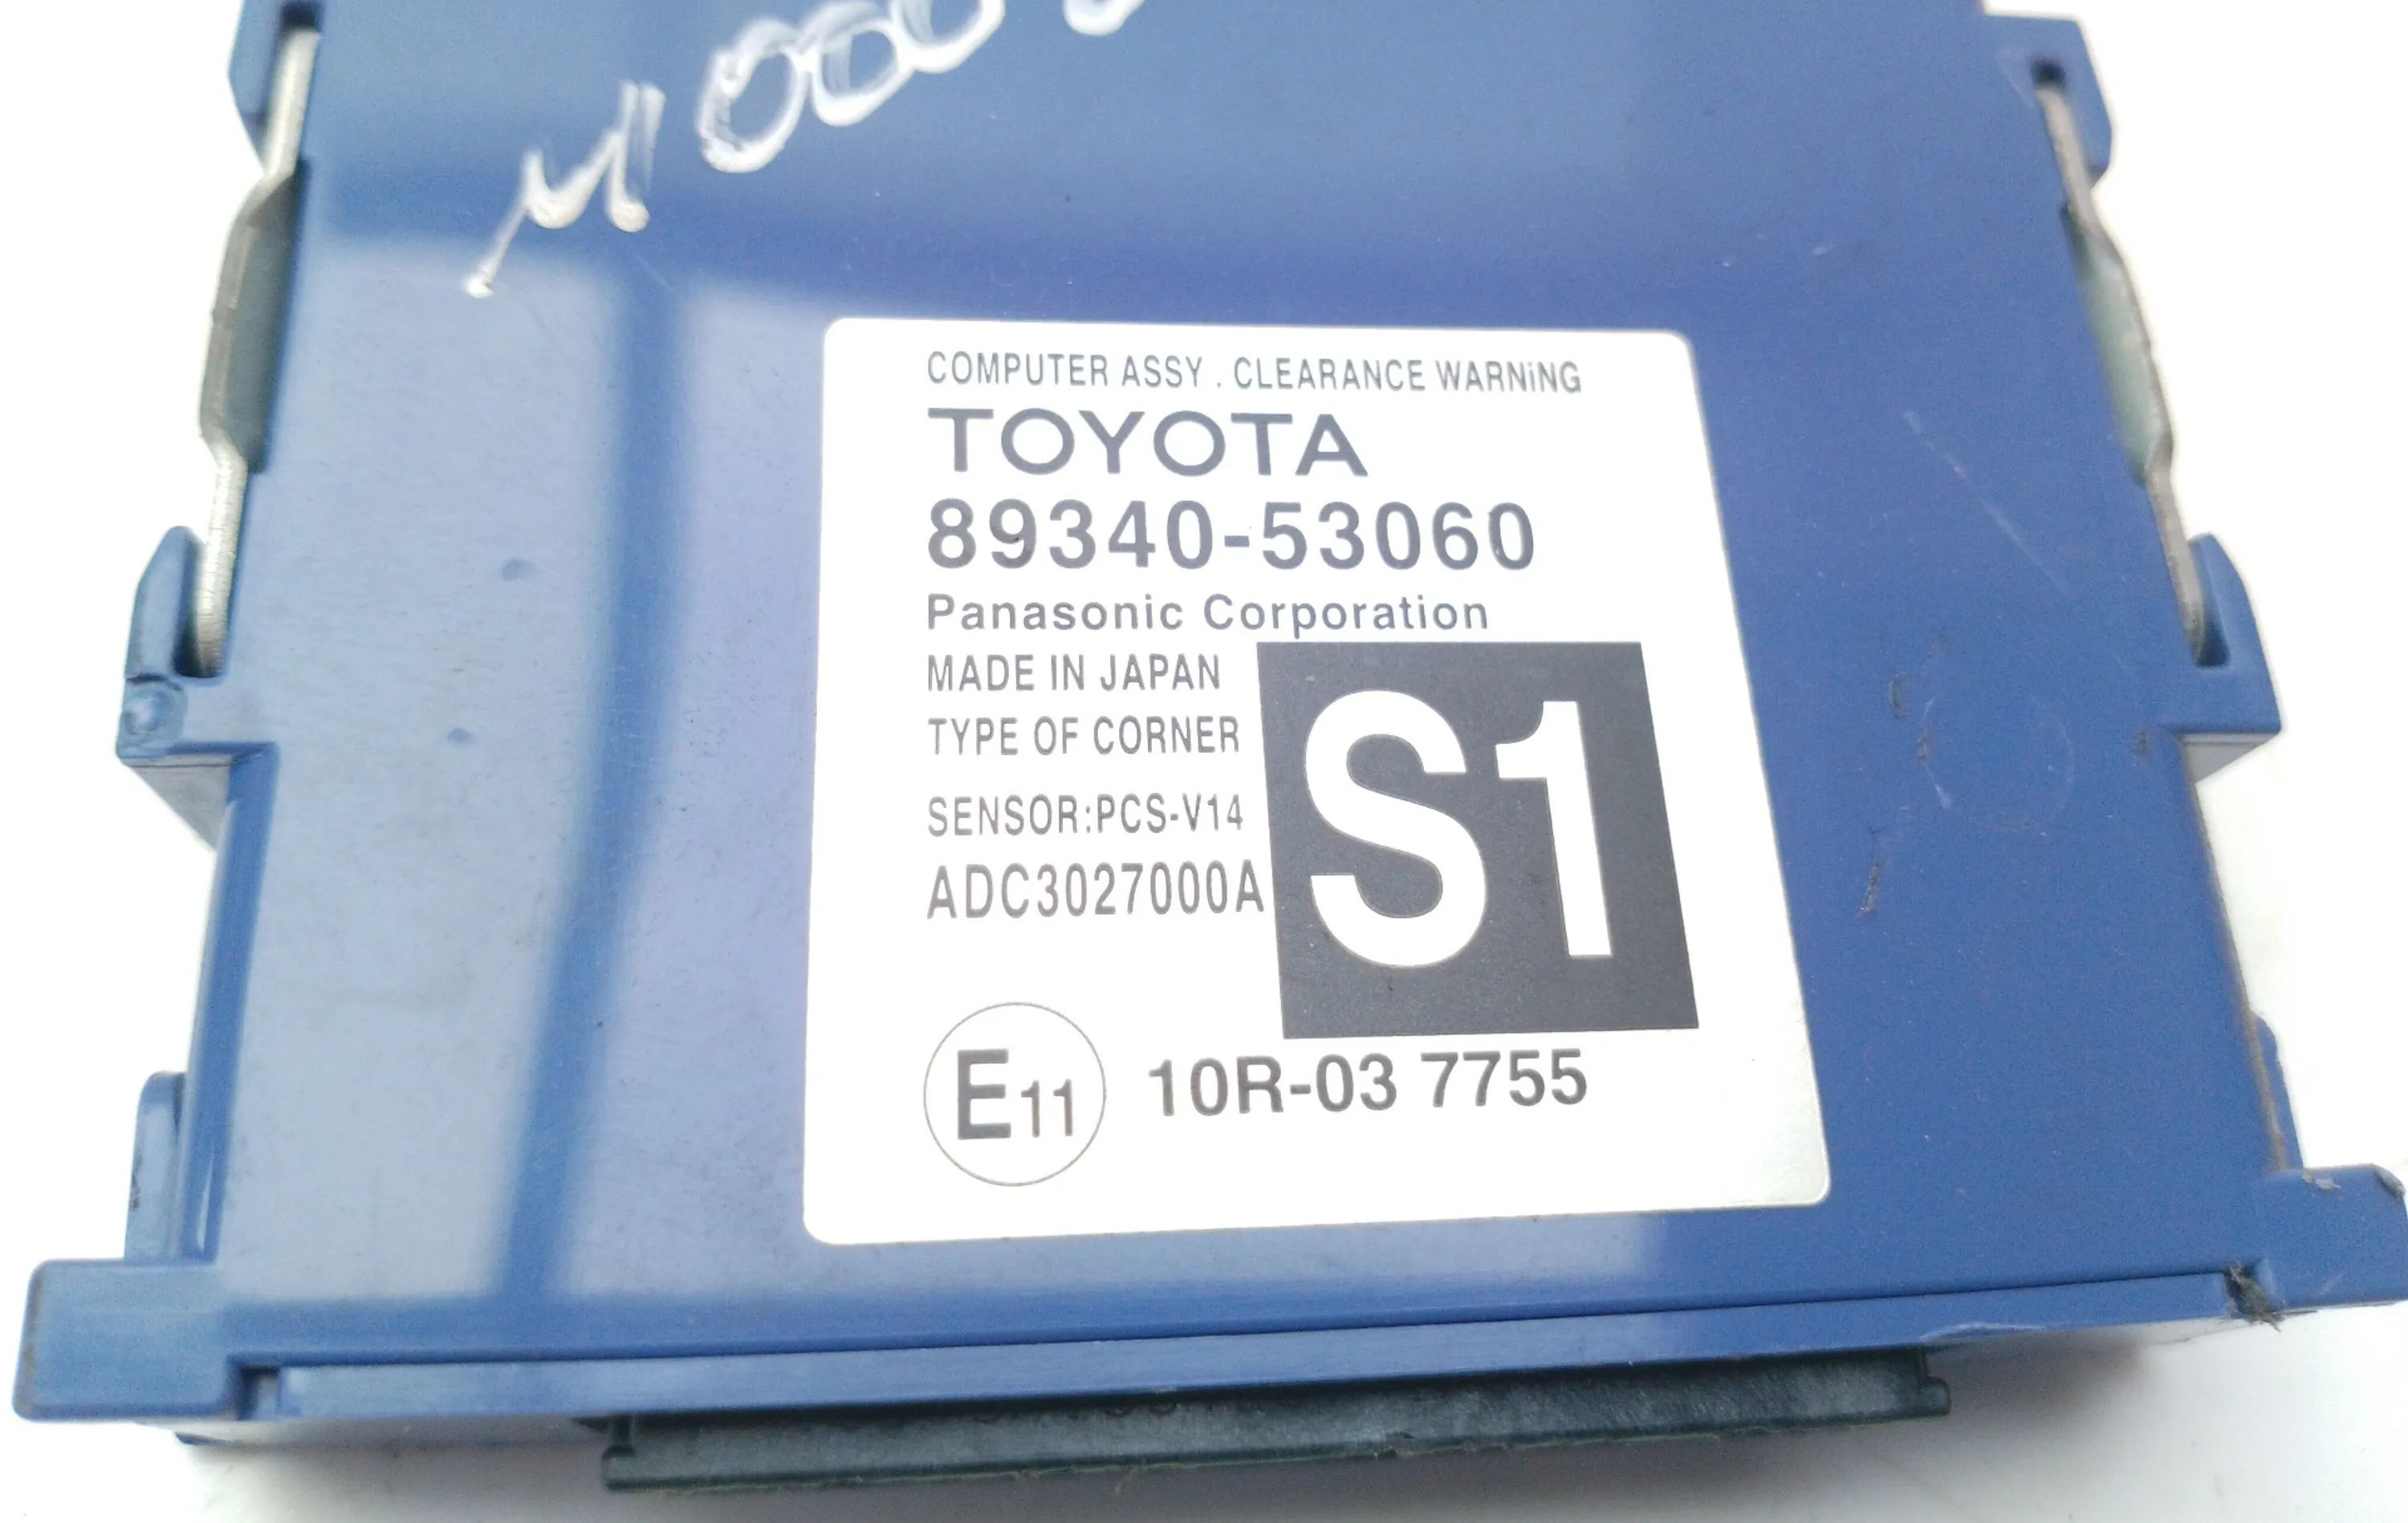 COMPUTER ASSY . CLEARANCE WARNiNG
TOYOTA
89340-53060
Panasonic Corporation
MADE IN JAPAN
TYPE OF CORNER
SENSOR:PCS-V14
ADC3027000A
S1
E11 10R-03 7755